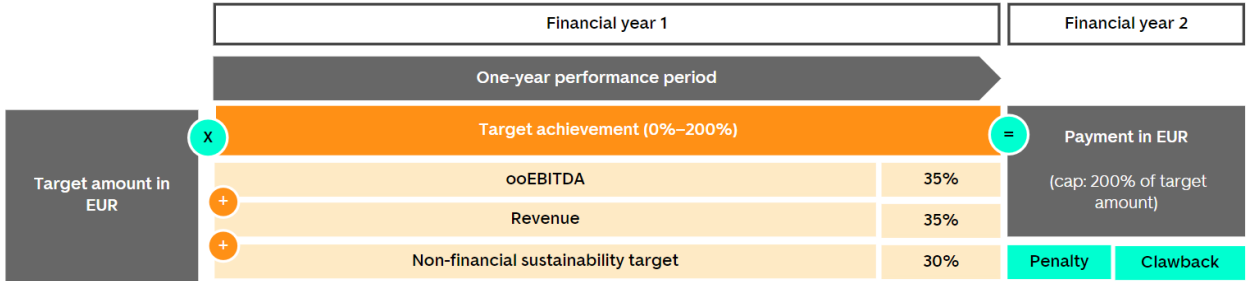 Financial year 1
Financial year 2
One-year performance period
Target amount in
EUR
X
Target achievement (0%–200%)
=
Payment in EUR
(cap: 200% of target
amount)
ooEBITDA
35%
+
Revenue
35%
+
Non-financial sustainability target
30%
Penalty
Clawback